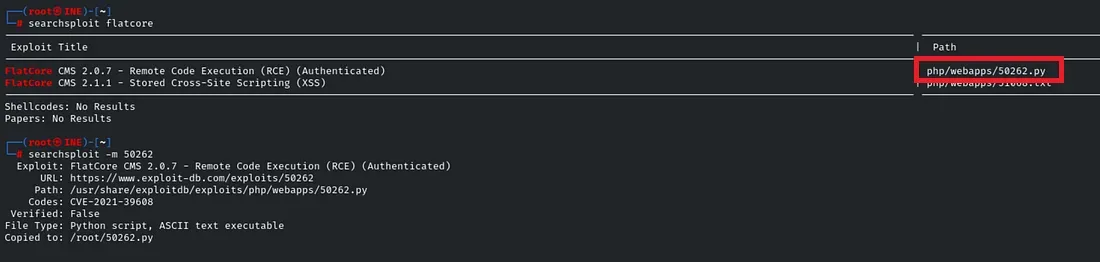 ┌──(root㉿INE)-[~]
└─# searchsploit flatcore
Exploit Title | Path
FlatCore CMS 2.0.7 - Remote Code Execution (RCE) (Authenticated) | php/webapps/50262.py
FlatCore CMS 2.1.1 - Stored Cross-Site Scripting (XSS) | php/webapps/51068.txt
Shellcodes: No Results
Papers: No Results
┌──(root㉿INE)-[~]
└─# searchsploit -m 50262
Exploit: FlatCore CMS 2.0.7 - Remote Code Execution (RCE) (Authenticated)
URL: https://www.exploit-db.com/exploits/50262
Path: /usr/share/exploitdb/exploits/php/webapps/50262.py
Codes: CVE-2021-39608
Verified: False
File Type: Python script, ASCII text executable
Copied to: /root/50262.py